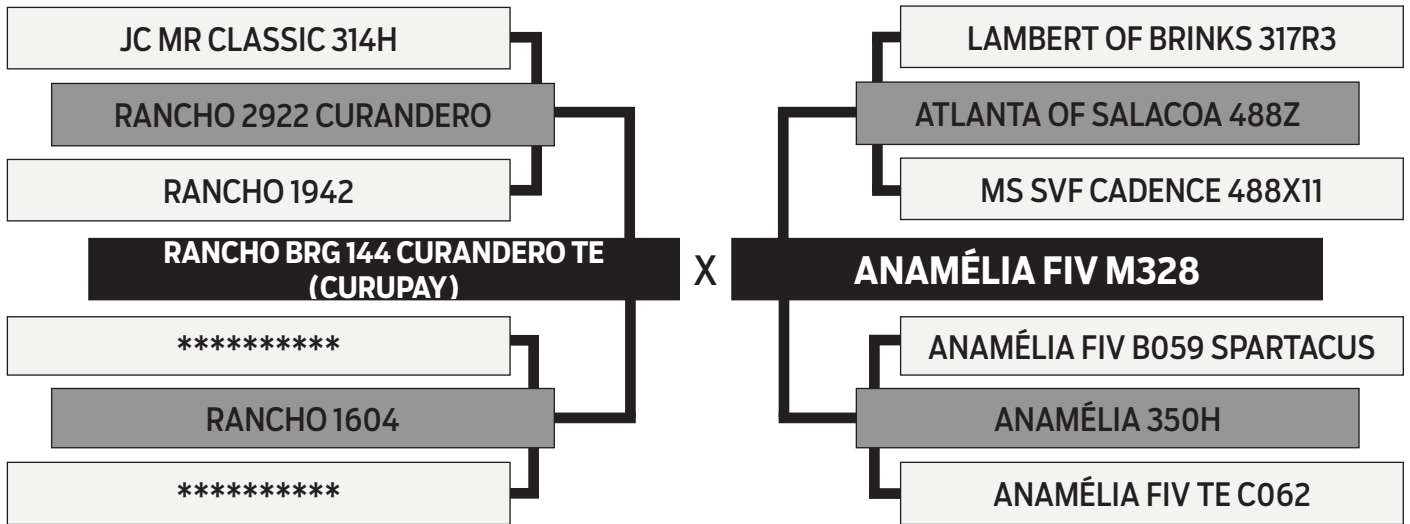 JC MR CLASSIC 314H
RANCHO 2922 CURANDERO
RANCHO 1942
RANCHO BRG 144 CURANDERO TE
(CURUPAY)
**********
RANCHO 1604
**********
X
LAMBERT OF BRINKS 317R3
ATLANTA OF SALACOA 488Z
MS SVF CADENCE 488X11
ANAMÉLIA FIV M328
ANAMÉLIA FIV B059 SPARTACUS
ANAMÉLIA 350H
ANAMÉLIA FIV TE C062